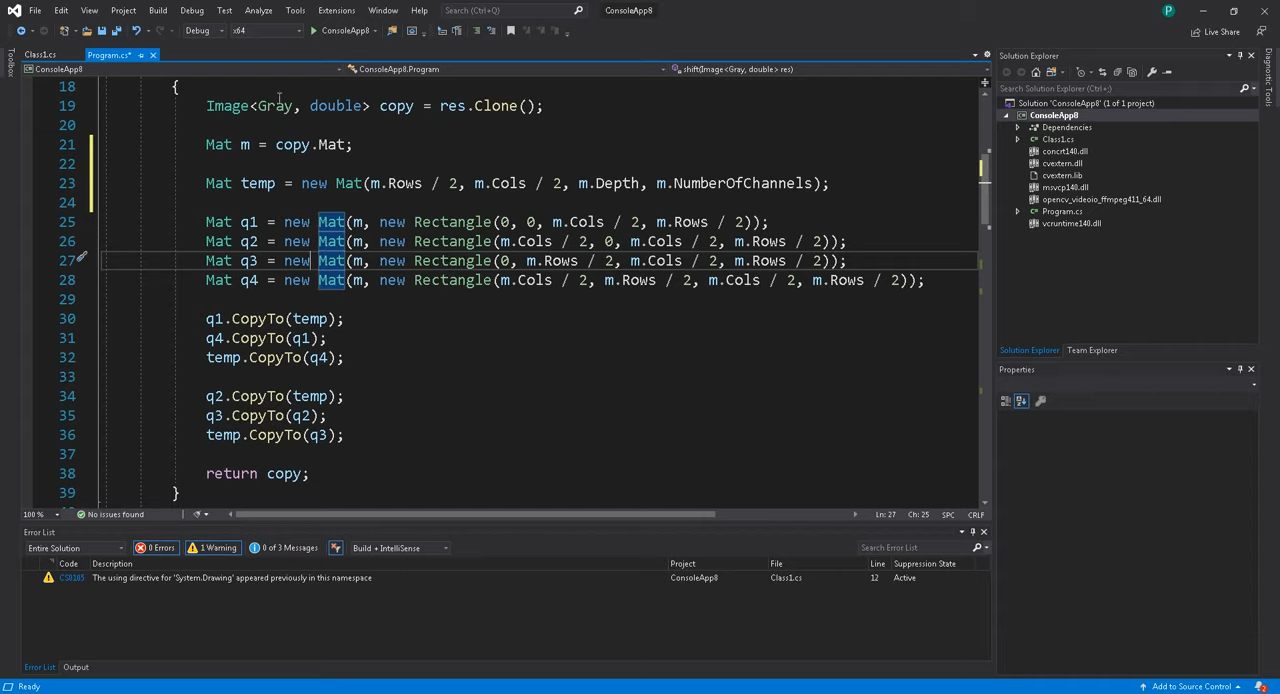 File Edit View Project Build Debug Test Analyze Tools Extensions Window Help Search (Ctrl+Q) ConsoleApp8 P
Debug x64 ConsoleApp8 Live Share
Toolbox
Class1.cs Program.cs*
ConsoleApp8 ConsoleApp8.Program shift(Image<Gray, double> res)
18 {
19 Image<Gray, double> copy = res.Clone();
20
21 Mat m = copy.Mat;
22
23 Mat temp = new Mat(m.Rows / 2, m.Cols / 2, m.Depth, m.NumberOfChannels);
24
25 Mat q1 = new Mat(m, new Rectangle(0, 0, m.Cols / 2, m.Rows / 2));
26 Mat q2 = new Mat(m, new Rectangle(m.Cols / 2, 0, m.Cols / 2, m.Rows / 2));
27 Mat q3 = new Mat(m, new Rectangle(0, m.Rows / 2, m.Cols / 2, m.Rows / 2));
28 Mat q4 = new Mat(m, new Rectangle(m.Cols / 2, m.Rows / 2, m.Cols / 2, m.Rows / 2));
29
30 q1.CopyTo(temp);
31 q4.CopyTo(q1);
32 temp.CopyTo(q4);
33
34 q2.CopyTo(temp);
35 q3.CopyTo(q2);
36 temp.CopyTo(q3);
37
38 return copy;
39 }
100 % No issues found Ln: 27 Ch: 25 SPC CRLF
Error List
Entire Solution 0 Errors 1 Warning 0 of 3 Messages Build + IntelliSense Search Error List
Code Description Project File Line Suppression State
CS0105 The using directive for 'System.Drawing' appeared previously in this namespace ConsoleApp8 Class1.cs 12 Active
Error List Output
Solution Explorer
Search Solution Explorer (Ctrl+;)
Solution 'ConsoleApp8' (1 of 1 project)
ConsoleApp8
Dependencies
Class1.cs
concrt140.dll
cvextern.dll
cvextern.lib
msvcp140.dll
opencv_videoio_ffmpeg411_64.dll
Program.cs
vcruntime140.dll
Solution Explorer Team Explorer
Properties
Diagnostic Tools
Ready Add to Source Control 2